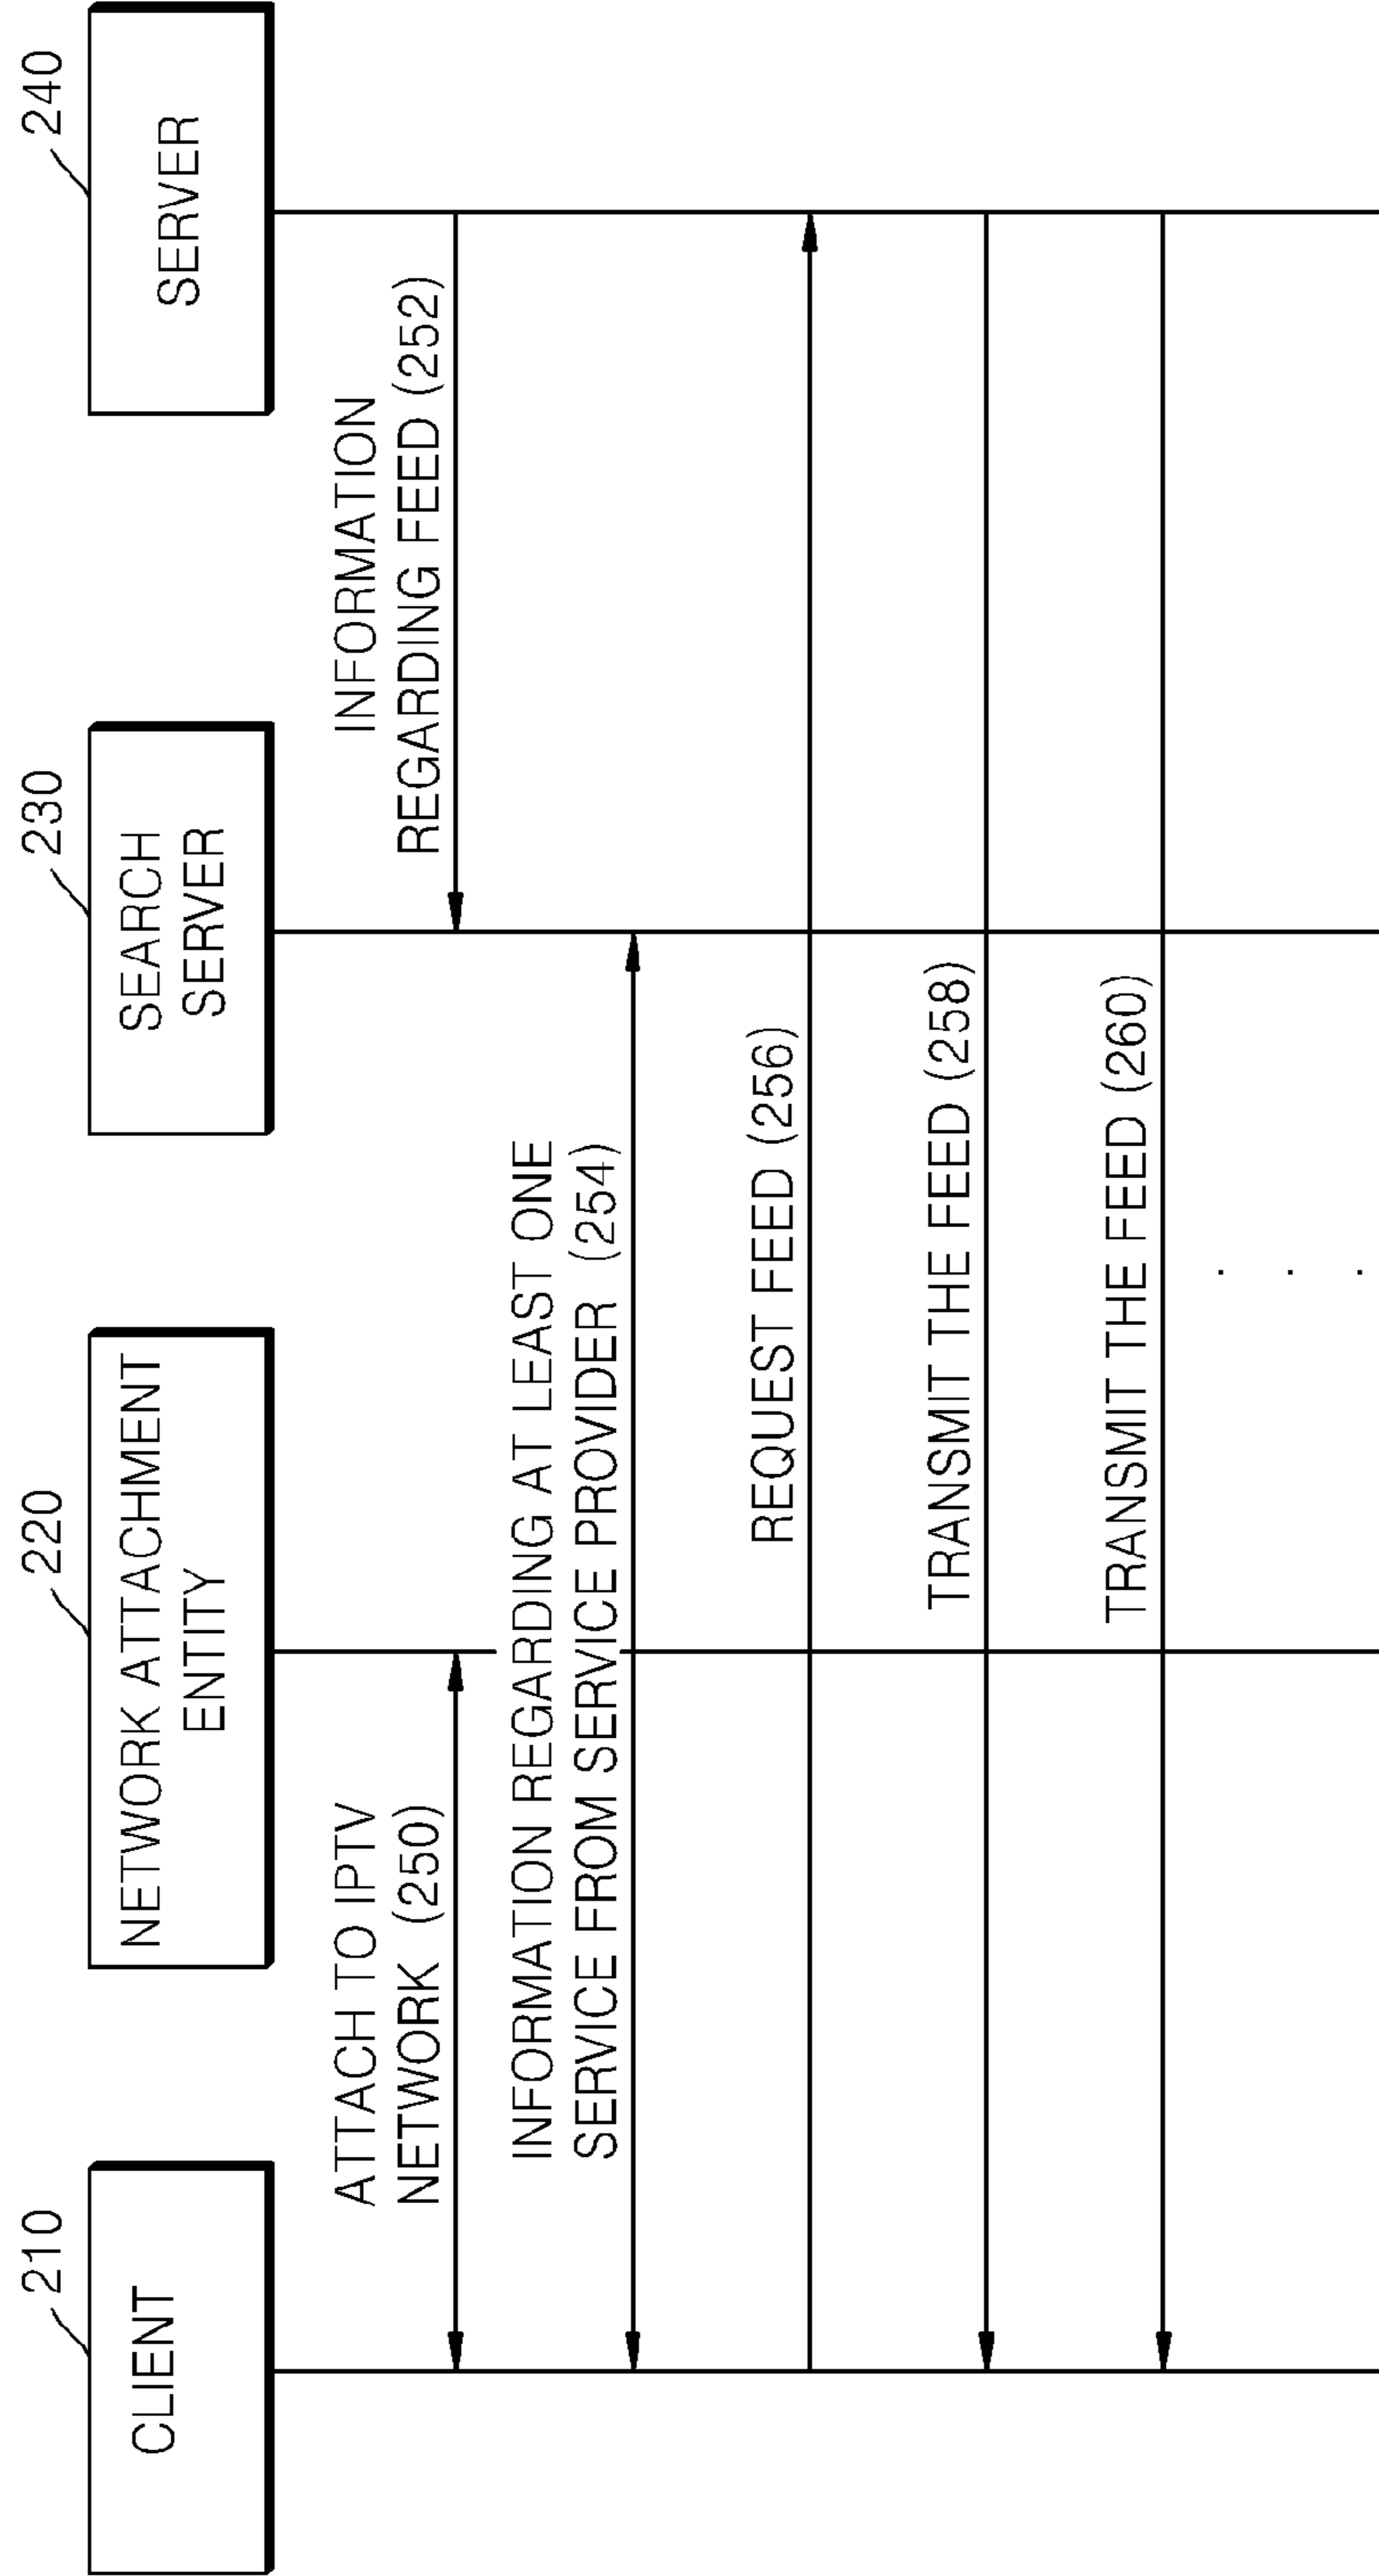 210
220
230
240
CLIENT
NETWORK ATTACHMENT
ENTITY
SEARCH
SERVER
SERVER
ATTACH TO IPTV
NETWORK (250)
INFORMATION
REGARDING FEED (252)
INFORMATION REGARDING AT LEAST ONE
SERVICE FROM SERVICE PROVIDER (254)
REQUEST FEED (256)
TRANSMIT THE FEED (258)
TRANSMIT THE FEED (260)
. . .